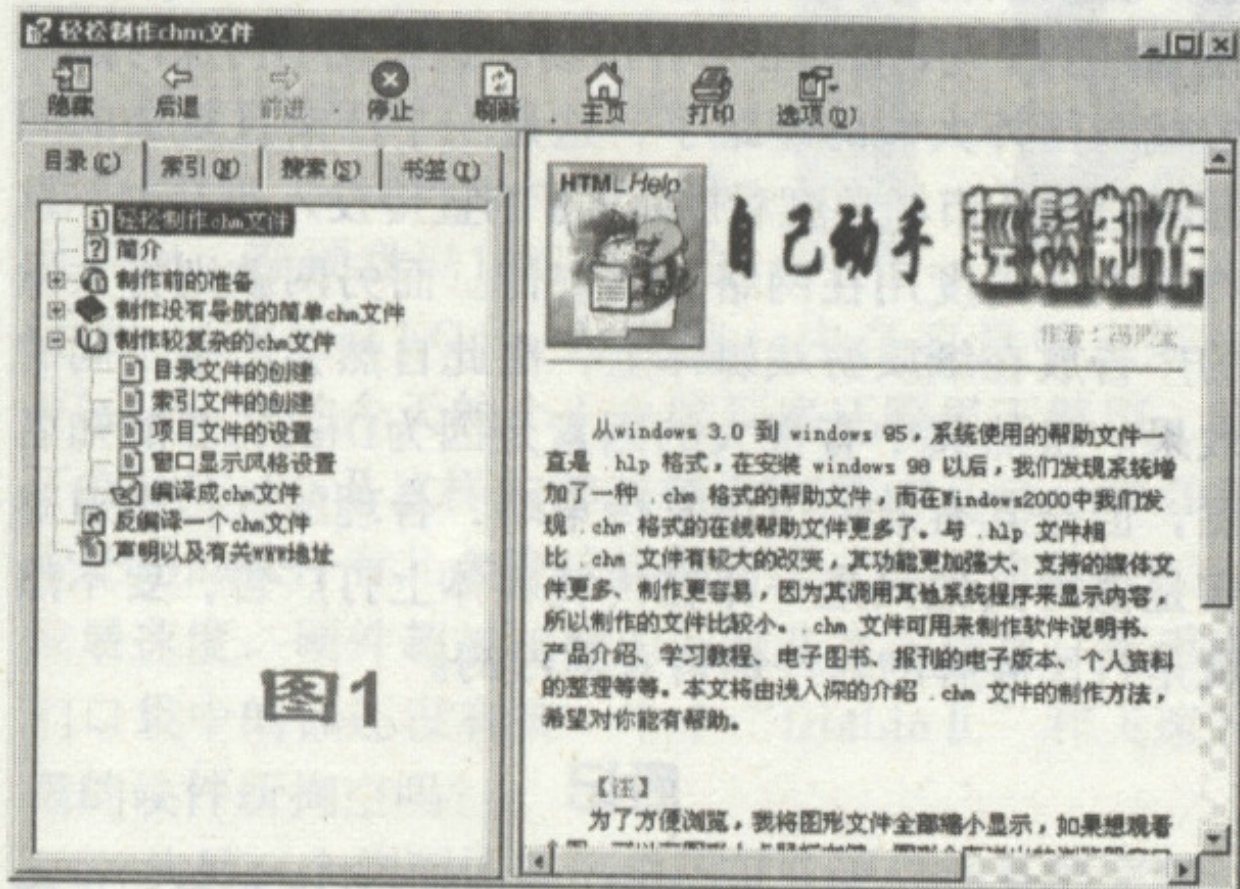 轻松制作chm文件
隐藏 后退 前进 停止 刷新 主页 打印 选项(O)
目录(C) 索引(N) 搜索(S) 书签(I)
轻松制作chm文件
简介
制作前的准备
制作没有导航的简单chm文件
制作较复杂的chm文件
目录文件的创建
索引文件的创建
项目文件的设置
窗口显示风格设置
编译成chm文件
反编译一个chm文件
声明以及有关WWW地址
图1
HTML Help
自己动手 輕鬆制作
作者:冯
从windows 3.0 到 windows 95，系统使用的帮助文件一
直是 .hlp 格式，在安装 windows 98 以后，我们发现系统增
加了一种 .chm 格式的帮助文件，而在Windows2000中我们发
现 .chm 格式的在线帮助文件更多了。与 .hlp 文件相
比 .chm 文件有较大的改变，其功能更加强大、支持的媒体文
件更多、制作更容易，因为其调用其他系统程序来显示内容，
所以制作的文件比较小。.chm 文件可用来制作软件说明书、
产品介绍、学习教程、电子图书、报刊的电子版本、个人资料
的整理等等。本文将由浅入深的介绍 .chm 文件的制作方法，
希望对你能有帮助。
【注】
为了方便浏览，我将图形文件全部缩小显示，如果想观看